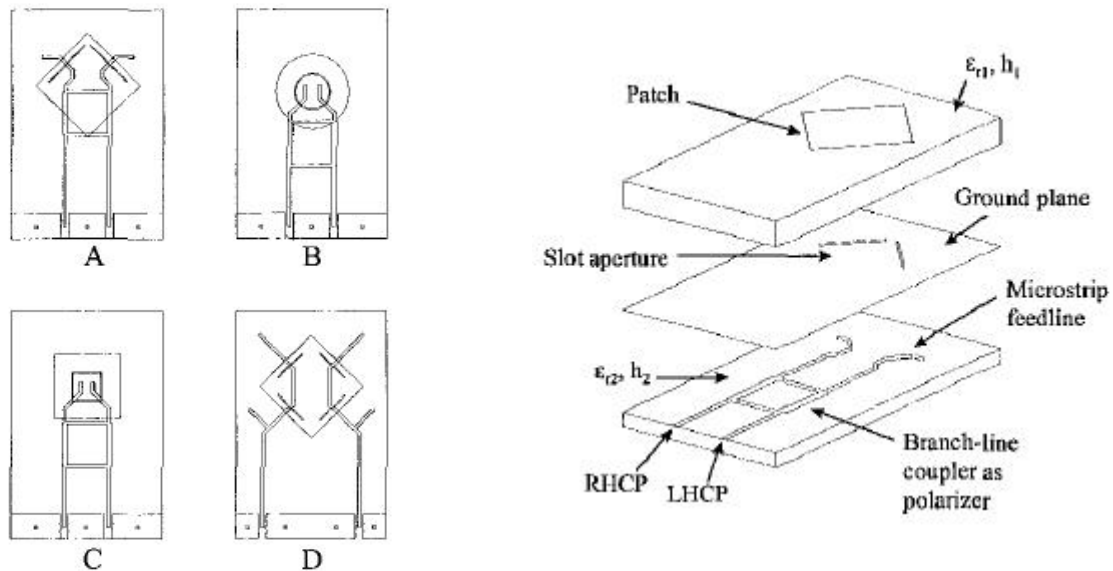 A
B
C
D
εr1, h1
Patch
Ground plane
Slot aperture
Microstrip
feedline
εr2, h2
Branch-line
coupler as
polarizer
RHCP
LHCP